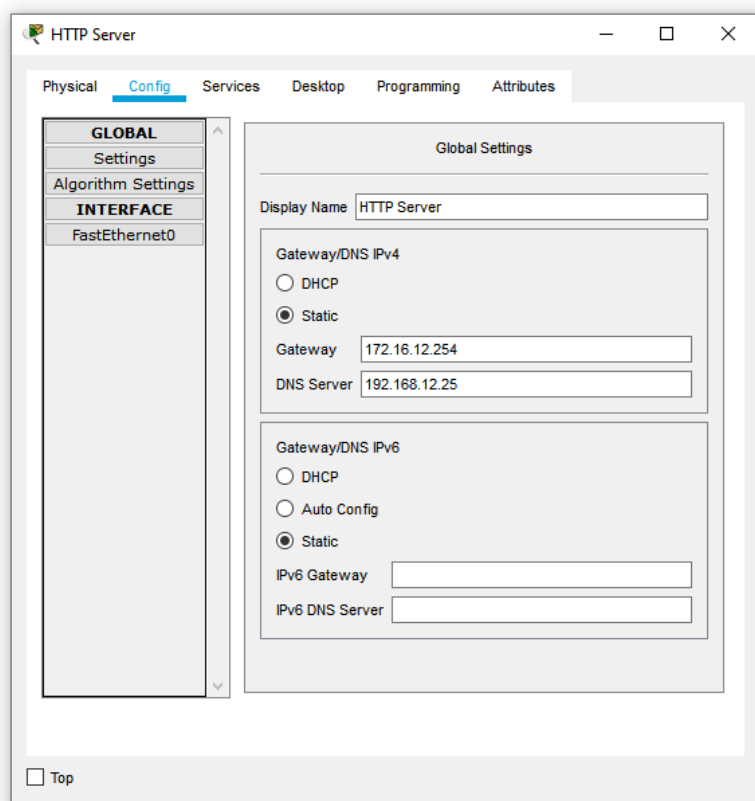 HTTP Server
Physical Config Services Desktop Programming Attributes
GLOBAL
Settings
Algorithm Settings
INTERFACE
FastEthernet0
Global Settings
Display Name HTTP Server
Gateway/DNS IPv4
DHCP
Static
Gateway 172.16.12.254
DNS Server 192.168.12.25
Gateway/DNS IPv6
DHCP
Auto Config
Static
IPv6 Gateway
IPv6 DNS Server
Top